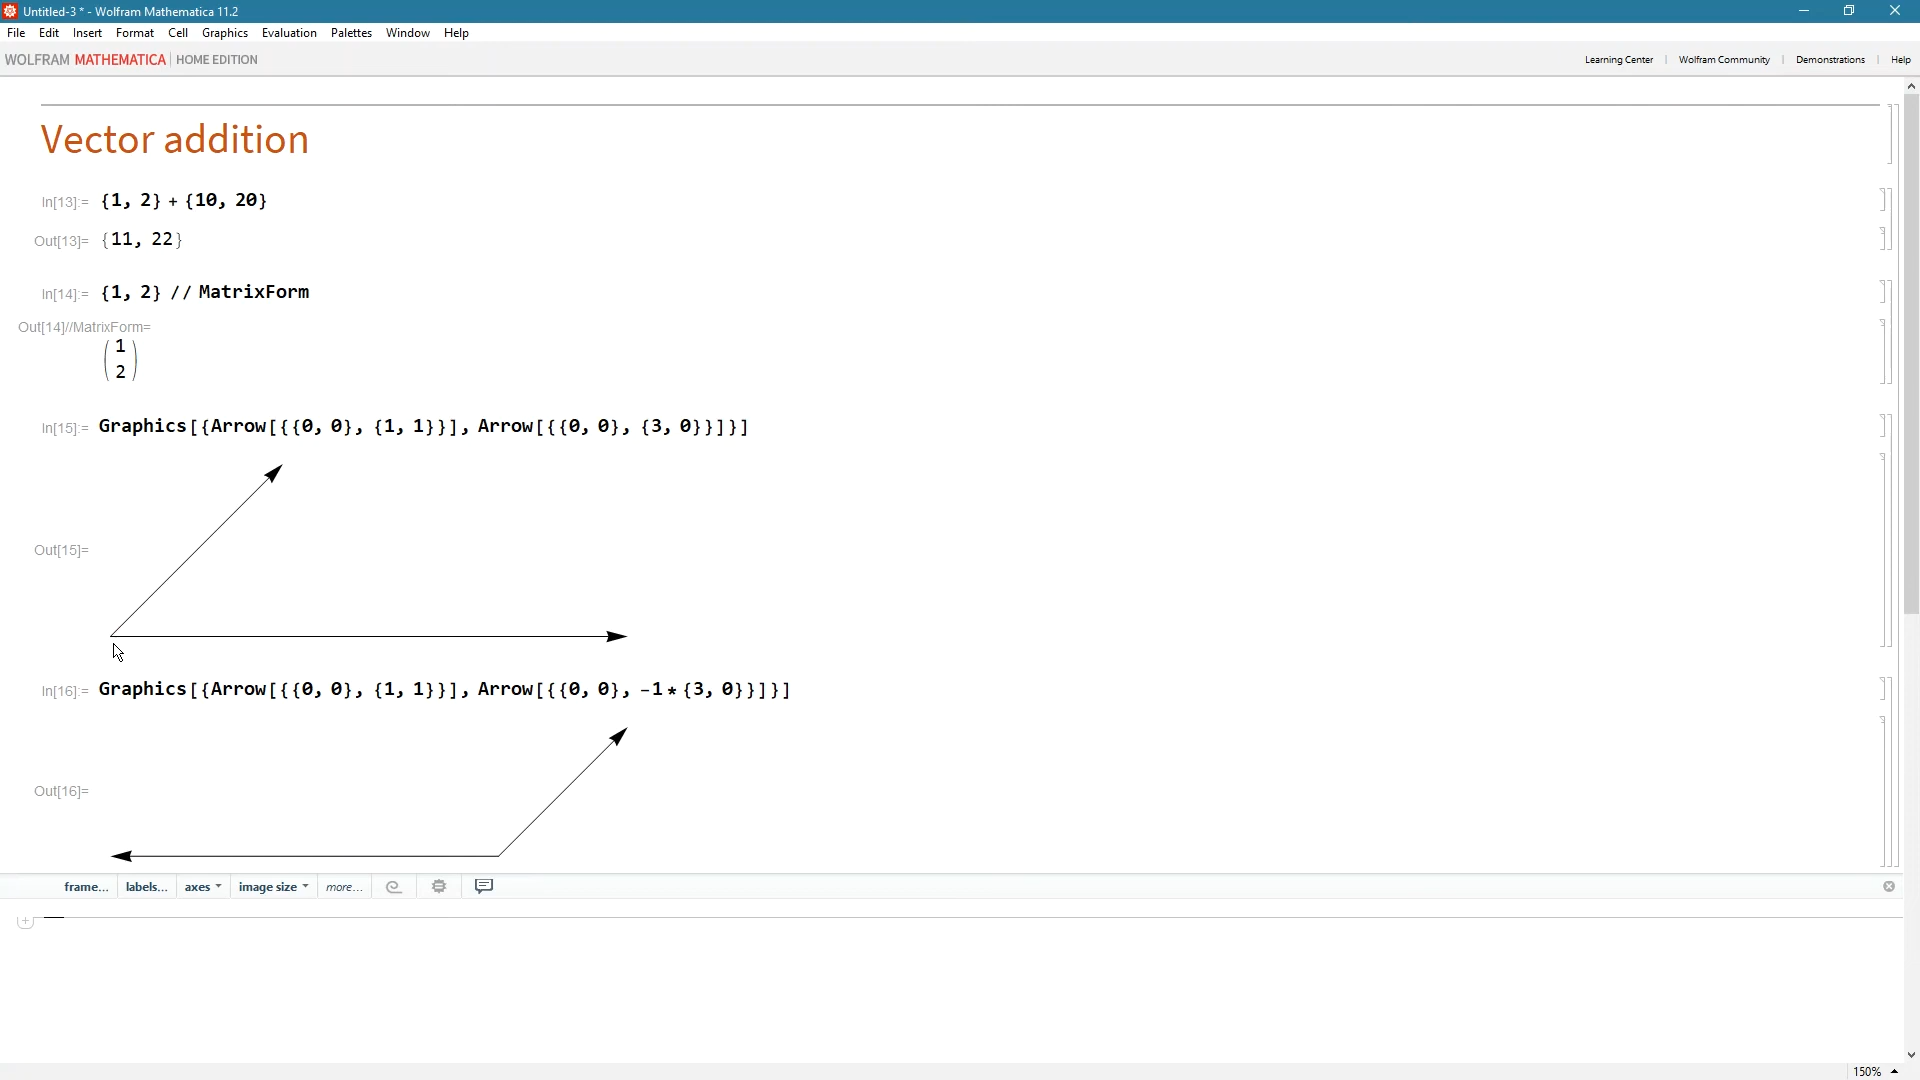 Untitled-3 * - Wolfram Mathematica 11.2
File Edit Insert Format Cell Graphics Evaluation Palettes Window Help
WOLFRAM MATHEMATICA | HOME EDITION
Learning Center | Wolfram Community | Demonstrations | Help
Vector addition
In[13]:= {1, 2} + {10, 20}
Out[13]= {11, 22}
In[14]:= {1, 2} // MatrixForm
Out[14]//MatrixForm=
1
2
In[15]:= Graphics[{Arrow[{{0, 0}, {1, 1}}], Arrow[{{0, 0}, {3, 0}}]}]
Out[15]=
In[16]:= Graphics[{Arrow[{{0, 0}, {1, 1}}], Arrow[{{0, 0}, -1*{3, 0}}]}]
Out[16]=
frame... labels... axes image size more...
150%